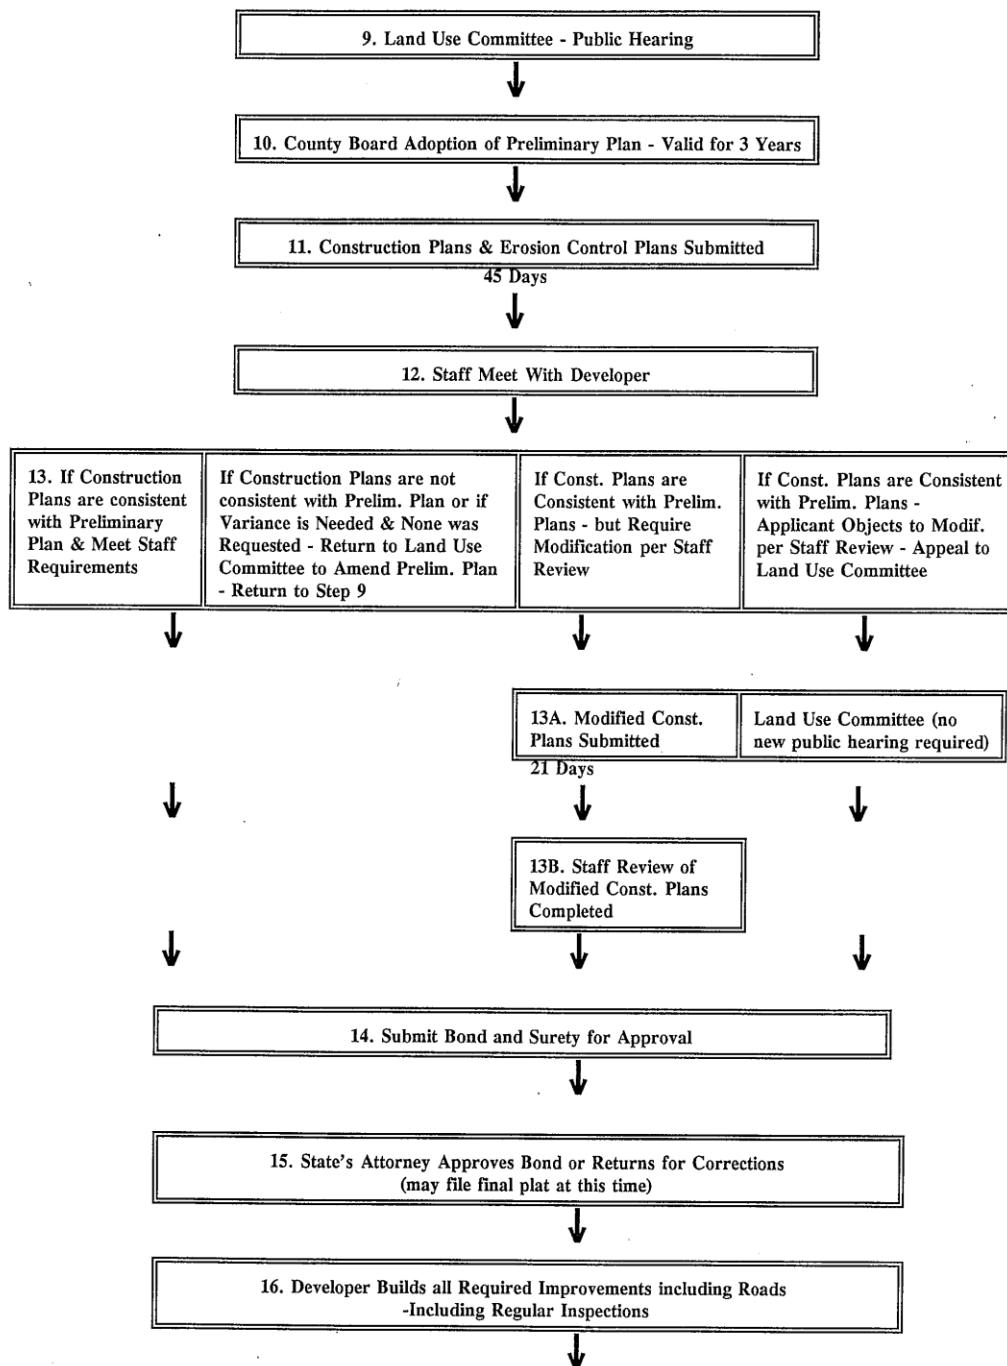 9. Land Use Committee - Public Hearing
10. County Board Adoption of Preliminary Plan - Valid for 3 Years
11. Construction Plans & Erosion Control Plans Submitted
45 Days
12. Staff Meet With Developer
13. If Construction
Plans are consistent
with Preliminary
Plan & Meet Staff
Requirements
If Construction Plans are not
consistent with Prelim. Plan or if
Variance is Needed & None was
Requested - Return to Land Use
Committee to Amend Prelim. Plan
- Return to Step 9
If Const. Plans are
Consistent with Prelim.
Plans - but Require
Modification per Staff
Review
If Const. Plans are Consistent
with Prelim. Plans -
Applicant Objects to Modif.
per Staff Review - Appeal to
Land Use Committee
13A. Modified Const.
Plans Submitted
21 Days
Land Use Committee (no
new public hearing required)
13B. Staff Review of
Modified Const. Plans
Completed
14. Submit Bond and Surety for Approval
15. State's Attorney Approves Bond or Returns for Corrections
(may file final plat at this time)
16. Developer Builds all Required Improvements including Roads
-Including Regular Inspections